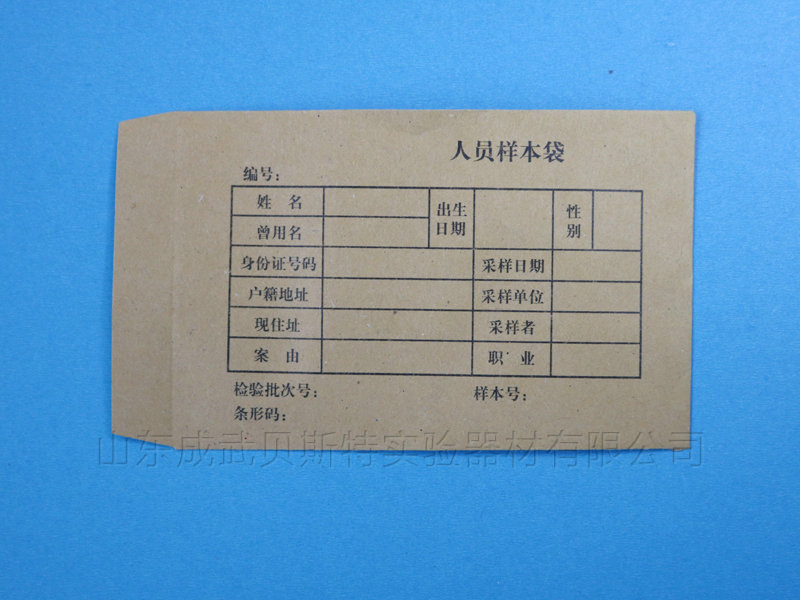 人员样本袋
编号：
姓 名 出生日期 性别
曾用名
身份证号码 采样日期
户籍地址 采样单位
现住址 采样者
案 由 职 业
检验批次号： 样本号：
条形码：
山东成武贝斯特实验器材有限公司